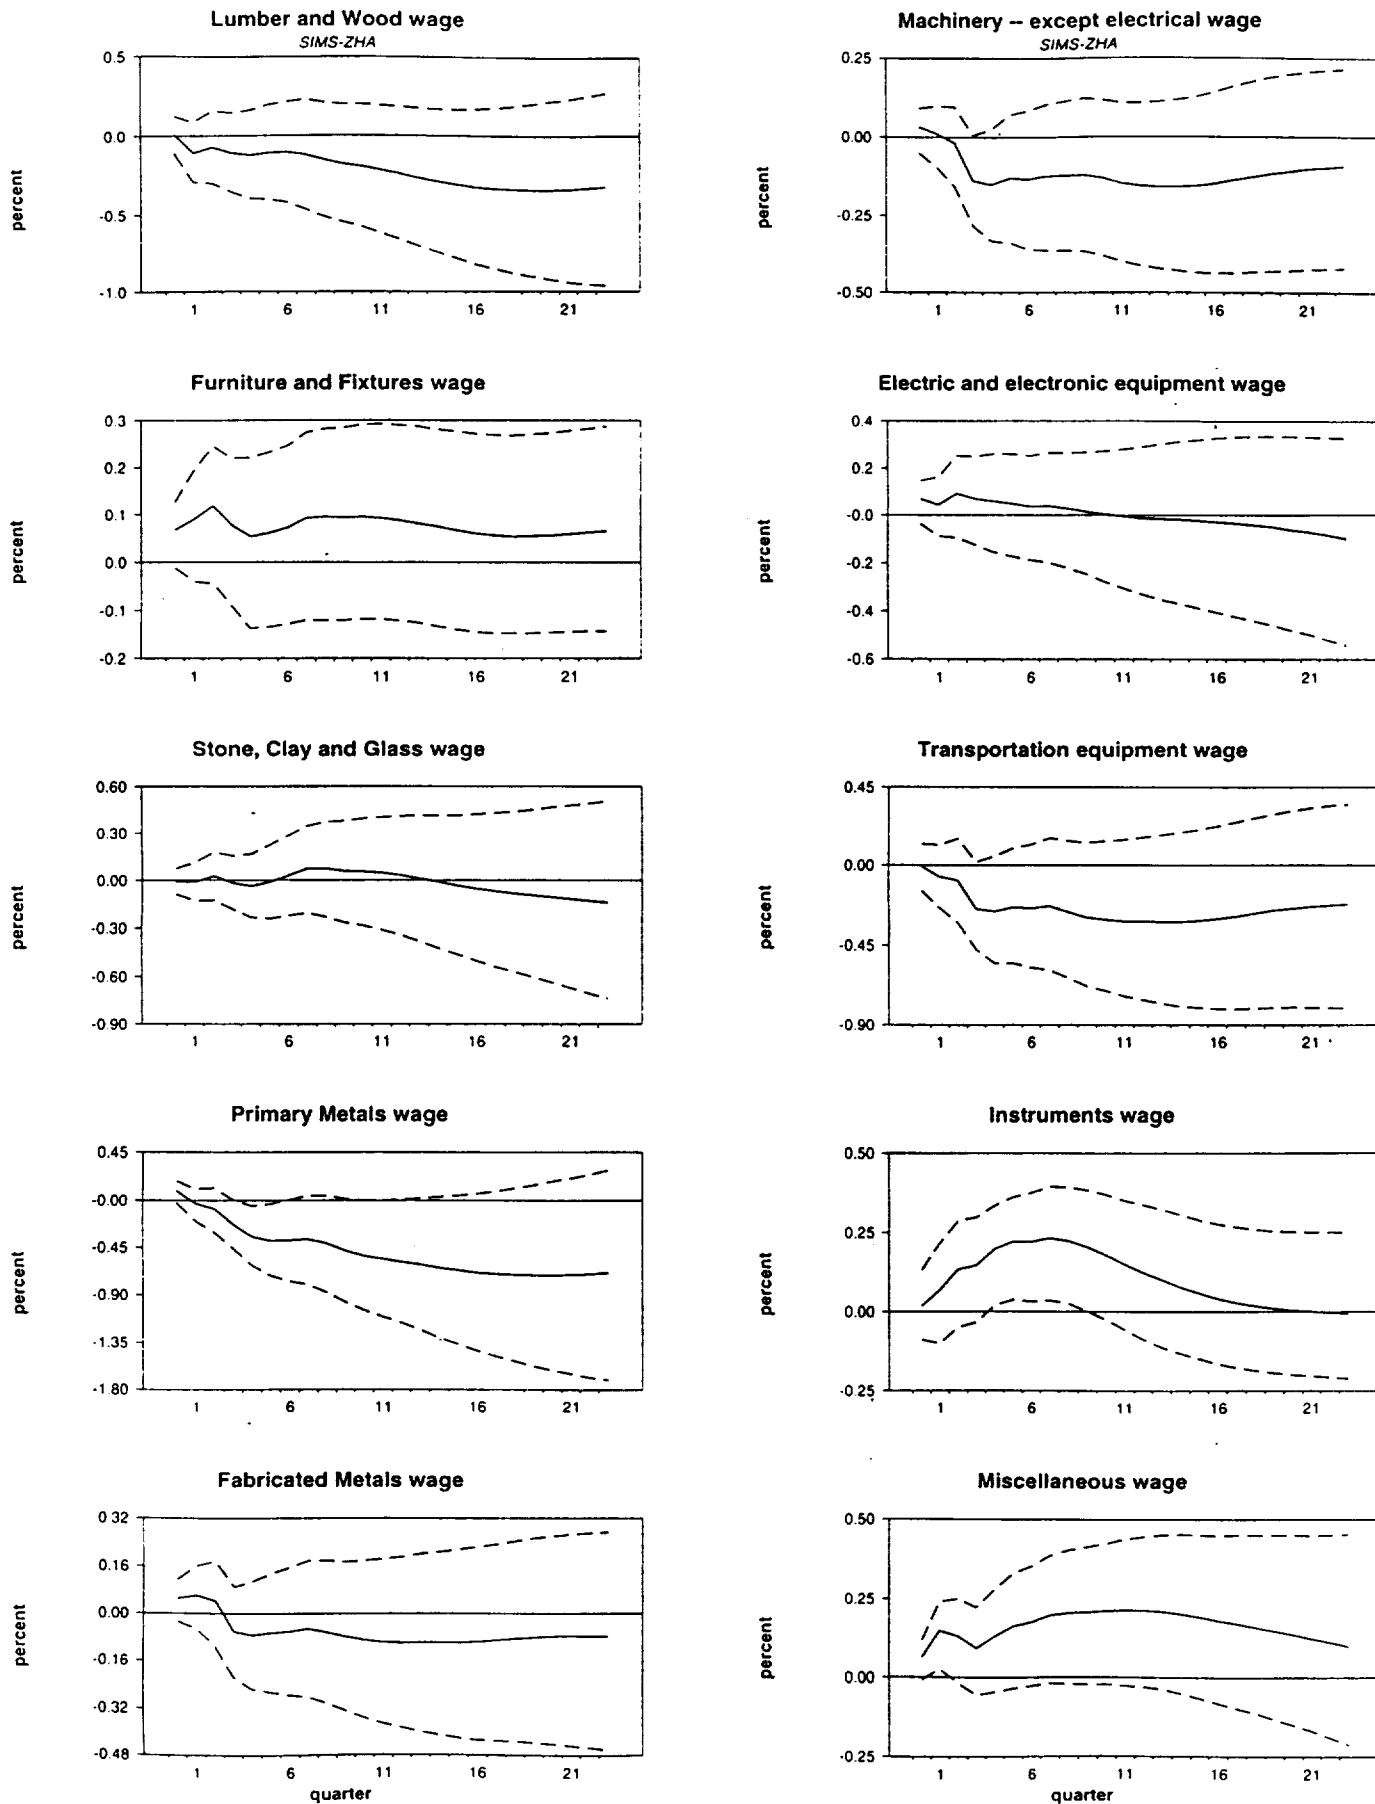 Lumber and Wood wage
SIMS-ZHA
percent
0.5
0.0
-0.5
-1.0
1 6 11 16 21
Machinery -- except electrical wage
SIMS-ZHA
percent
0.25
0.00
-0.25
-0.50
1 6 11 16 21
Furniture and Fixtures wage
percent
0.3
0.2
0.1
0.0
-0.1
-0.2
1 6 11 16 21
Electric and electronic equipment wage
percent
0.4
0.2
-0.0
-0.2
-0.4
-0.6
1 6 11 16 21
Stone, Clay and Glass wage
percent
0.60
0.30
0.00
-0.30
-0.60
-0.90
1 6 11 16 21
Transportation equipment wage
percent
0.45
0.00
-0.45
-0.90
1 6 11 16 21
Primary Metals wage
percent
0.45
-0.00
-0.45
-0.90
-1.35
-1.80
1 6 11 16 21
Instruments wage
percent
0.50
0.25
0.00
-0.25
1 6 11 16 21
Fabricated Metals wage
percent
0.32
0.16
0.00
-0.16
-0.32
-0.48
1 6 11 16 21
quarter
Miscellaneous wage
percent
0.50
0.25
0.00
-0.25
1 6 11 16 21
quarter